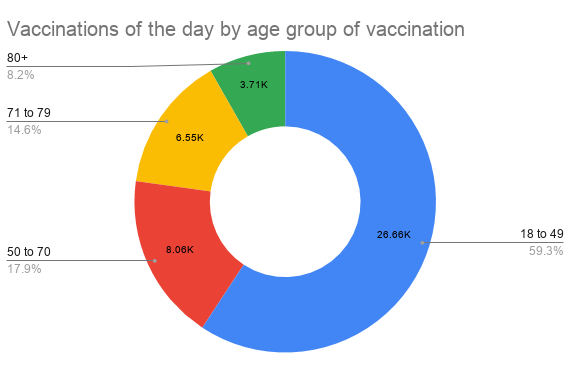 Vaccinations of the day by age group of vaccination
80+
8.2%
3.71K
71 to 79
14.6%
6.55K
26.66K
18 to 49
59.3%
50 to 70
17.9%
8.06K